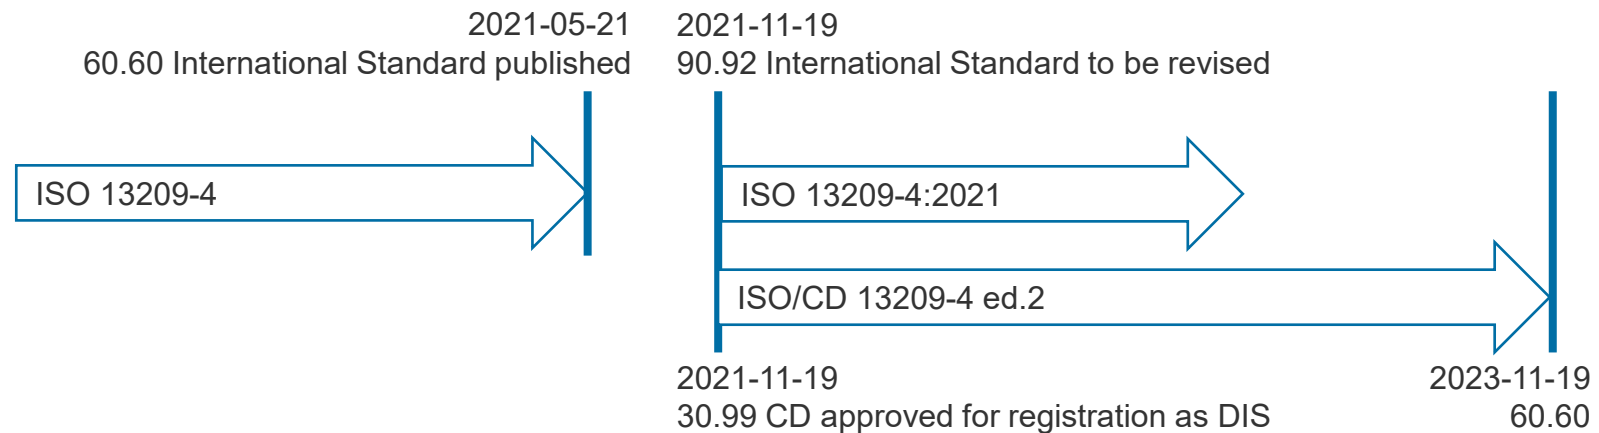 2021-05-21
60.60 International Standard published
2021-11-19
90.92 International Standard to be revised
ISO 13209-4
ISO 13209-4:2021
ISO/CD 13209-4 ed.2
2021-11-19
30.99 CD approved for registration as DIS
2023-11-19
60.60